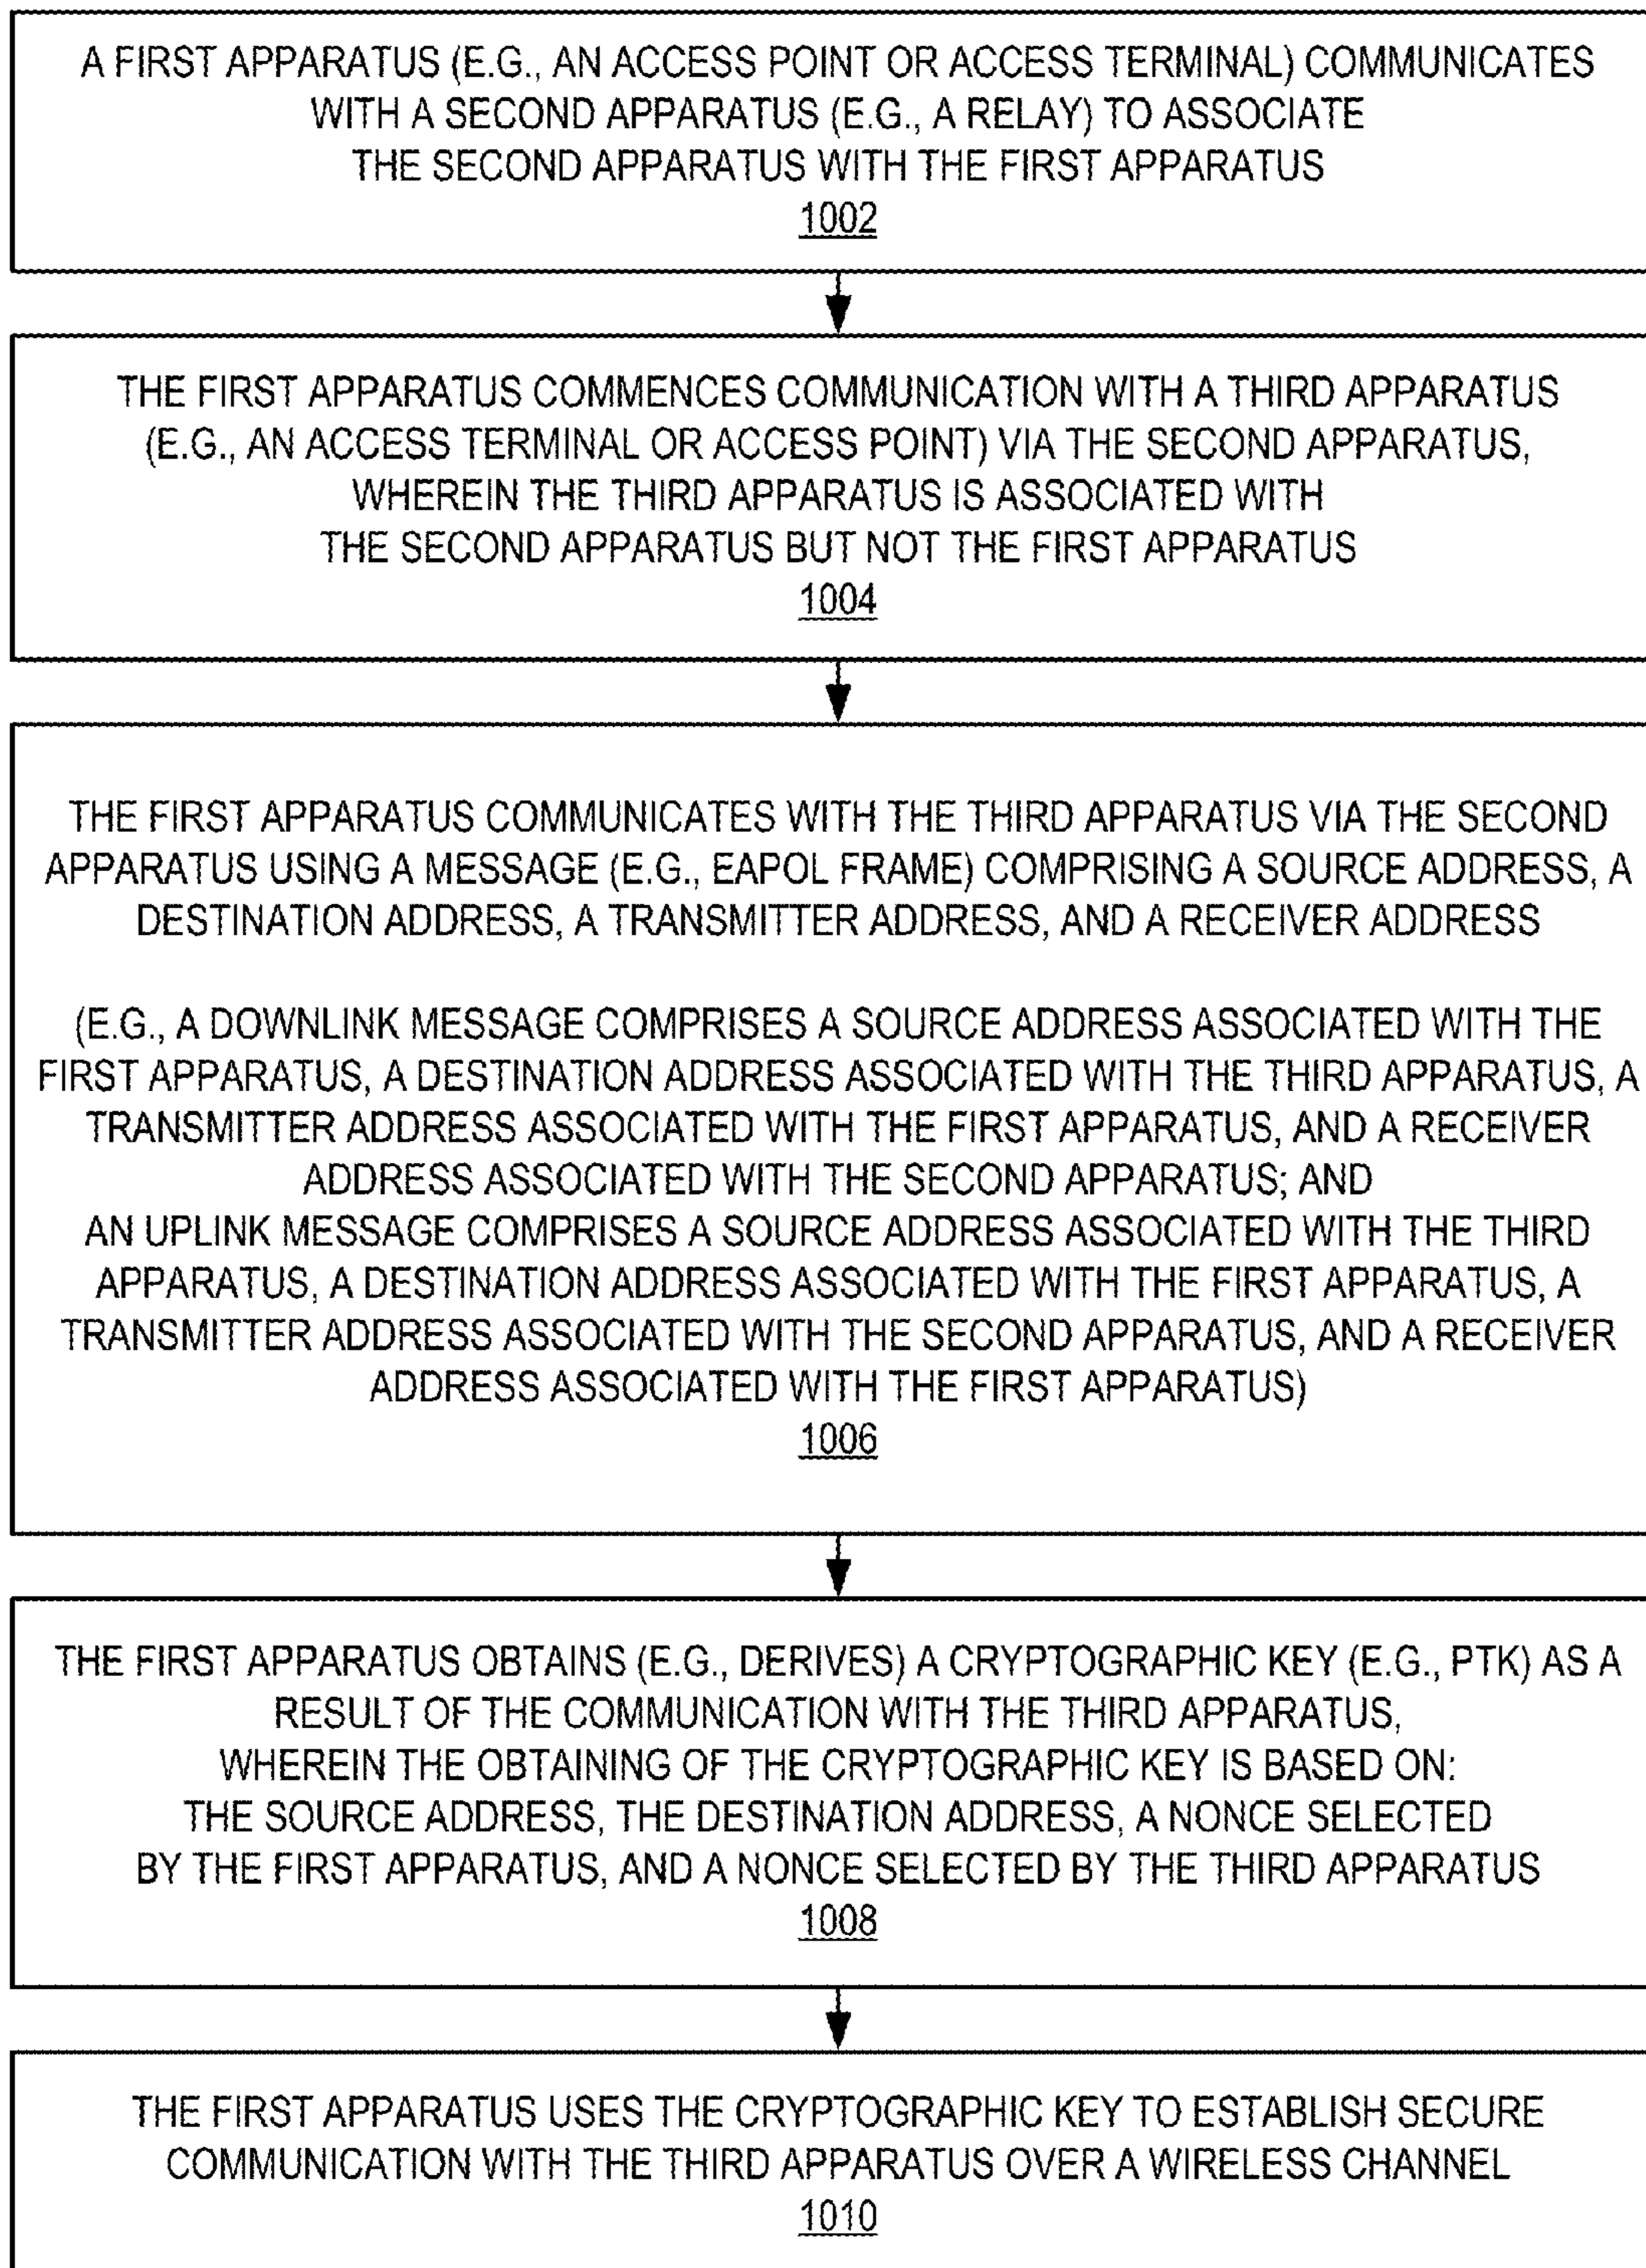 A FIRST APPARATUS (E.G., AN ACCESS POINT OR ACCESS TERMINAL) COMMUNICATES
WITH A SECOND APPARATUS (E.G., A RELAY) TO ASSOCIATE
THE SECOND APPARATUS WITH THE FIRST APPARATUS
1002
THE FIRST APPARATUS COMMENCES COMMUNICATION WITH A THIRD APPARATUS
(E.G., AN ACCESS TERMINAL OR ACCESS POINT) VIA THE SECOND APPARATUS,
WHEREIN THE THIRD APPARATUS IS ASSOCIATED WITH
THE SECOND APPARATUS BUT NOT THE FIRST APPARATUS
1004
THE FIRST APPARATUS COMMUNICATES WITH THE THIRD APPARATUS VIA THE SECOND
APPARATUS USING A MESSAGE (E.G., EAPOL FRAME) COMPRISING A SOURCE ADDRESS, A
DESTINATION ADDRESS, A TRANSMITTER ADDRESS, AND A RECEIVER ADDRESS
(E.G., A DOWNLINK MESSAGE COMPRISES A SOURCE ADDRESS ASSOCIATED WITH THE
FIRST APPARATUS, A DESTINATION ADDRESS ASSOCIATED WITH THE THIRD APPARATUS, A
TRANSMITTER ADDRESS ASSOCIATED WITH THE FIRST APPARATUS, AND A RECEIVER
ADDRESS ASSOCIATED WITH THE SECOND APPARATUS; AND
AN UPLINK MESSAGE COMPRISES A SOURCE ADDRESS ASSOCIATED WITH THE THIRD
APPARATUS, A DESTINATION ADDRESS ASSOCIATED WITH THE FIRST APPARATUS, A
TRANSMITTER ADDRESS ASSOCIATED WITH THE SECOND APPARATUS, AND A RECEIVER
ADDRESS ASSOCIATED WITH THE FIRST APPARATUS)
1006
THE FIRST APPARATUS OBTAINS (E.G., DERIVES) A CRYPTOGRAPHIC KEY (E.G., PTK) AS A
RESULT OF THE COMMUNICATION WITH THE THIRD APPARATUS,
WHEREIN THE OBTAINING OF THE CRYPTOGRAPHIC KEY IS BASED ON:
THE SOURCE ADDRESS, THE DESTINATION ADDRESS, A NONCE SELECTED
BY THE FIRST APPARATUS, AND A NONCE SELECTED BY THE THIRD APPARATUS
1008
THE FIRST APPARATUS USES THE CRYPTOGRAPHIC KEY TO ESTABLISH SECURE
COMMUNICATION WITH THE THIRD APPARATUS OVER A WIRELESS CHANNEL
1010